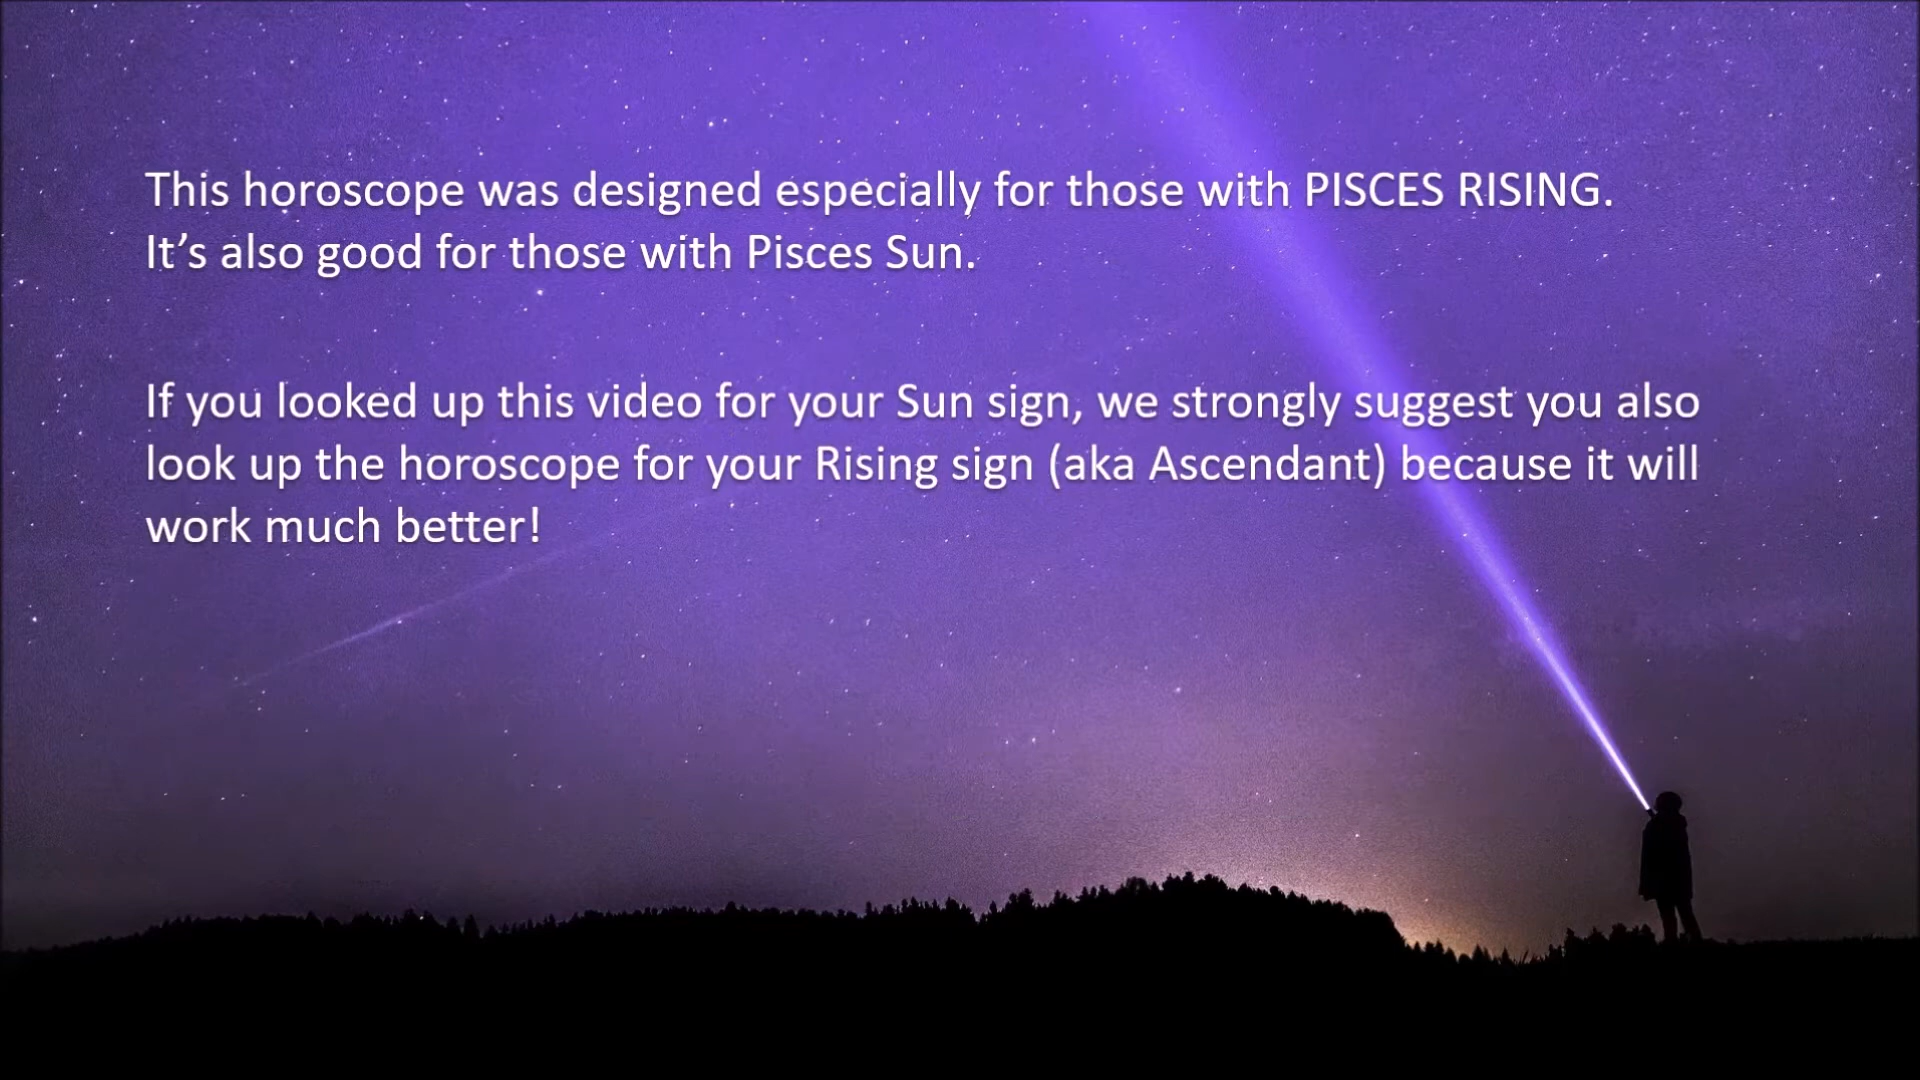 This horoscope was designed especially for those with PISCES RISING.
It’s also good for those with Pisces Sun.
If you looked up this video for your Sun sign, we strongly suggest you also
look up the horoscope for your Rising sign (aka Ascendant) because it will
work much better!